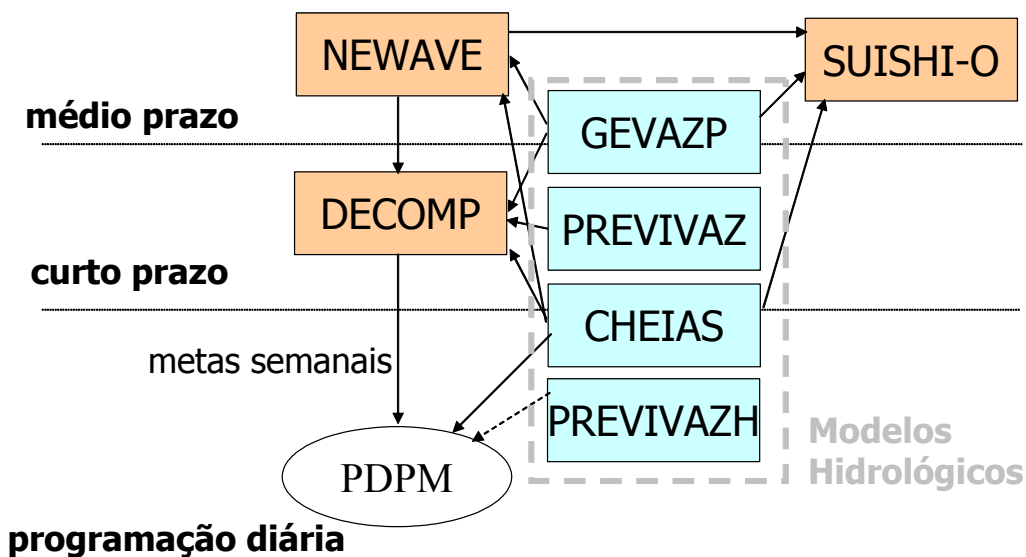 NEWAVE
SUISHI-O
médio prazo
GEVAZP
DECOMP
PREVIVAZ
curto prazo
CHEIAS
metas semanais
PREVIVAZH
Modelos
Hidrológicos
PDPM
programação diária